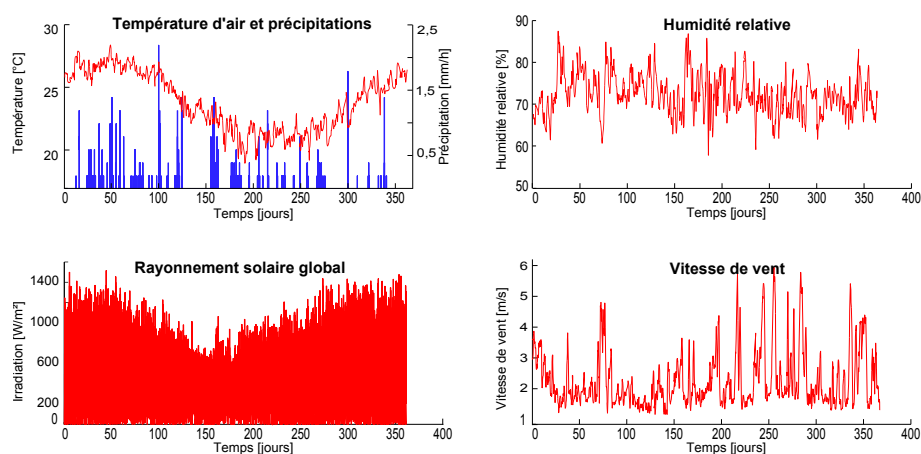 Température d'air et précipitations
30
25
20
Température [°C]
2,5
1,5
0,5
Précipitation [mm/h]
0 50 100 150 200 250 300 350
Temps [jours]
Humidité relative
90
80
70
60
50
Humidité relative [%]
0 50 100 150 200 250 300 350 400
Temps [jours]
Rayonnement solaire global
1400
1000
600
200
0
Irradiation [W/m²]
0 50 100 150 200 250 300 350 400
Temps [jours]
Vitesse de vent
6
5
4
3
2
1
Vitesse de vent [m/s]
0 50 100 150 200 250 300 350 400
Temps [jours]